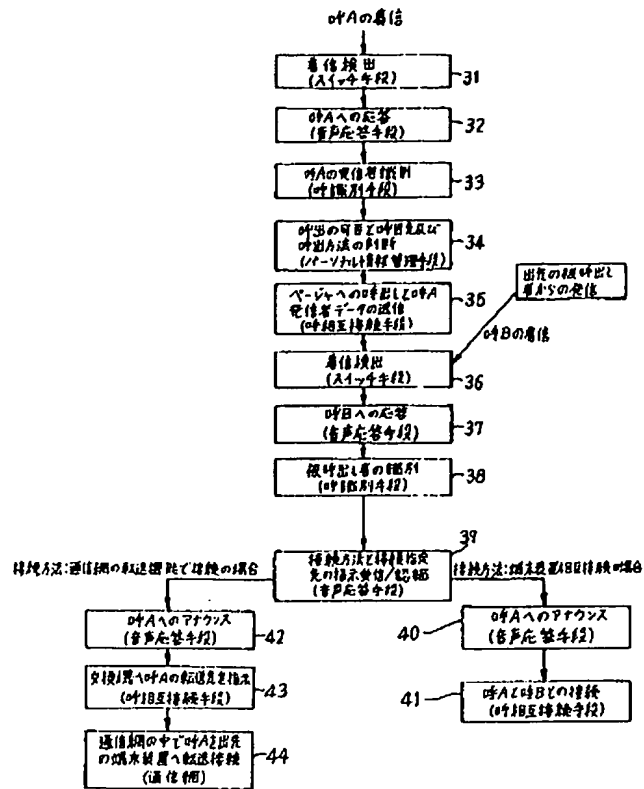 呼Aの着信
着信検出
(スイッチ手段)
31
呼Aへの応答
(音声応答手段)
32
呼Aの発信者識別
(呼識別手段)
33
呼出の可否と呼出先及び
呼出方法の判断
(パーソナル情報管理手段)
34
ページャへの呼出しと呼A
発信者データの送信
(呼相互接続手段)
35
出先の被呼出し
者からの発信
呼Bの着信
着信検出
(スイッチ手段)
36
呼Bへの応答
(音声応答手段)
37
被呼出し者の識別
(呼識別手段)
38
39
接続方法と接続指定
先の指示受信/認識
(音声応答手段)
接続方法:通信網の転送機能で接続の場合
接続方法:端末装置相互接続の場合
呼Aへのアナウンス
(音声応答手段)
42
呼Aへのアナウンス
(音声応答手段)
40
交換機へ呼Aの転送先を指示
(呼相互接続手段)
43
呼Aと呼Bとの接続
(呼相互接続手段)
41
通信網の中で呼Aを出先
の端末装置へ転送接続
(通信網)
44